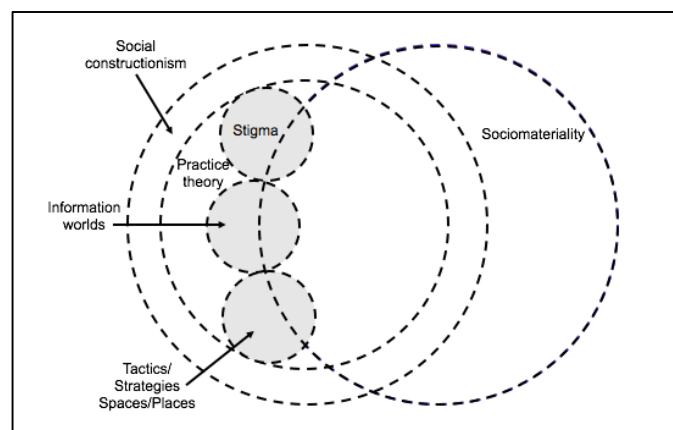 Social
constructionism
Stigma
Sociomateriality
Practice
theory
Information
worlds
Tactics/
Strategies
Spaces/Places